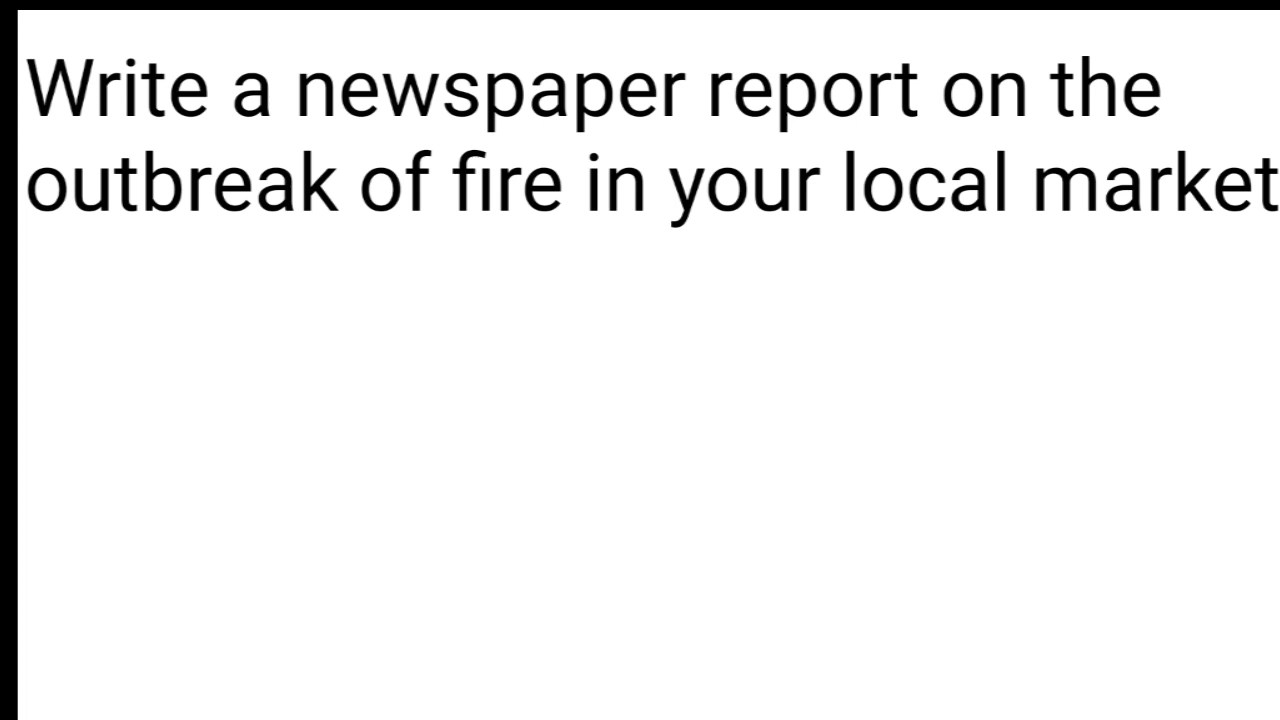 Write a newspaper report on the
outbreak of fire in your local market